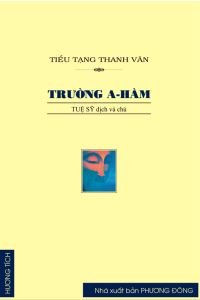 TIỂU TẠNG THANH VĂN
TRƯỜNG A-HÀM
TUỆ SỸ dịch và chú
HƯƠNG TÍCH
Nhà xuất bản PHƯƠNG ĐÔNG